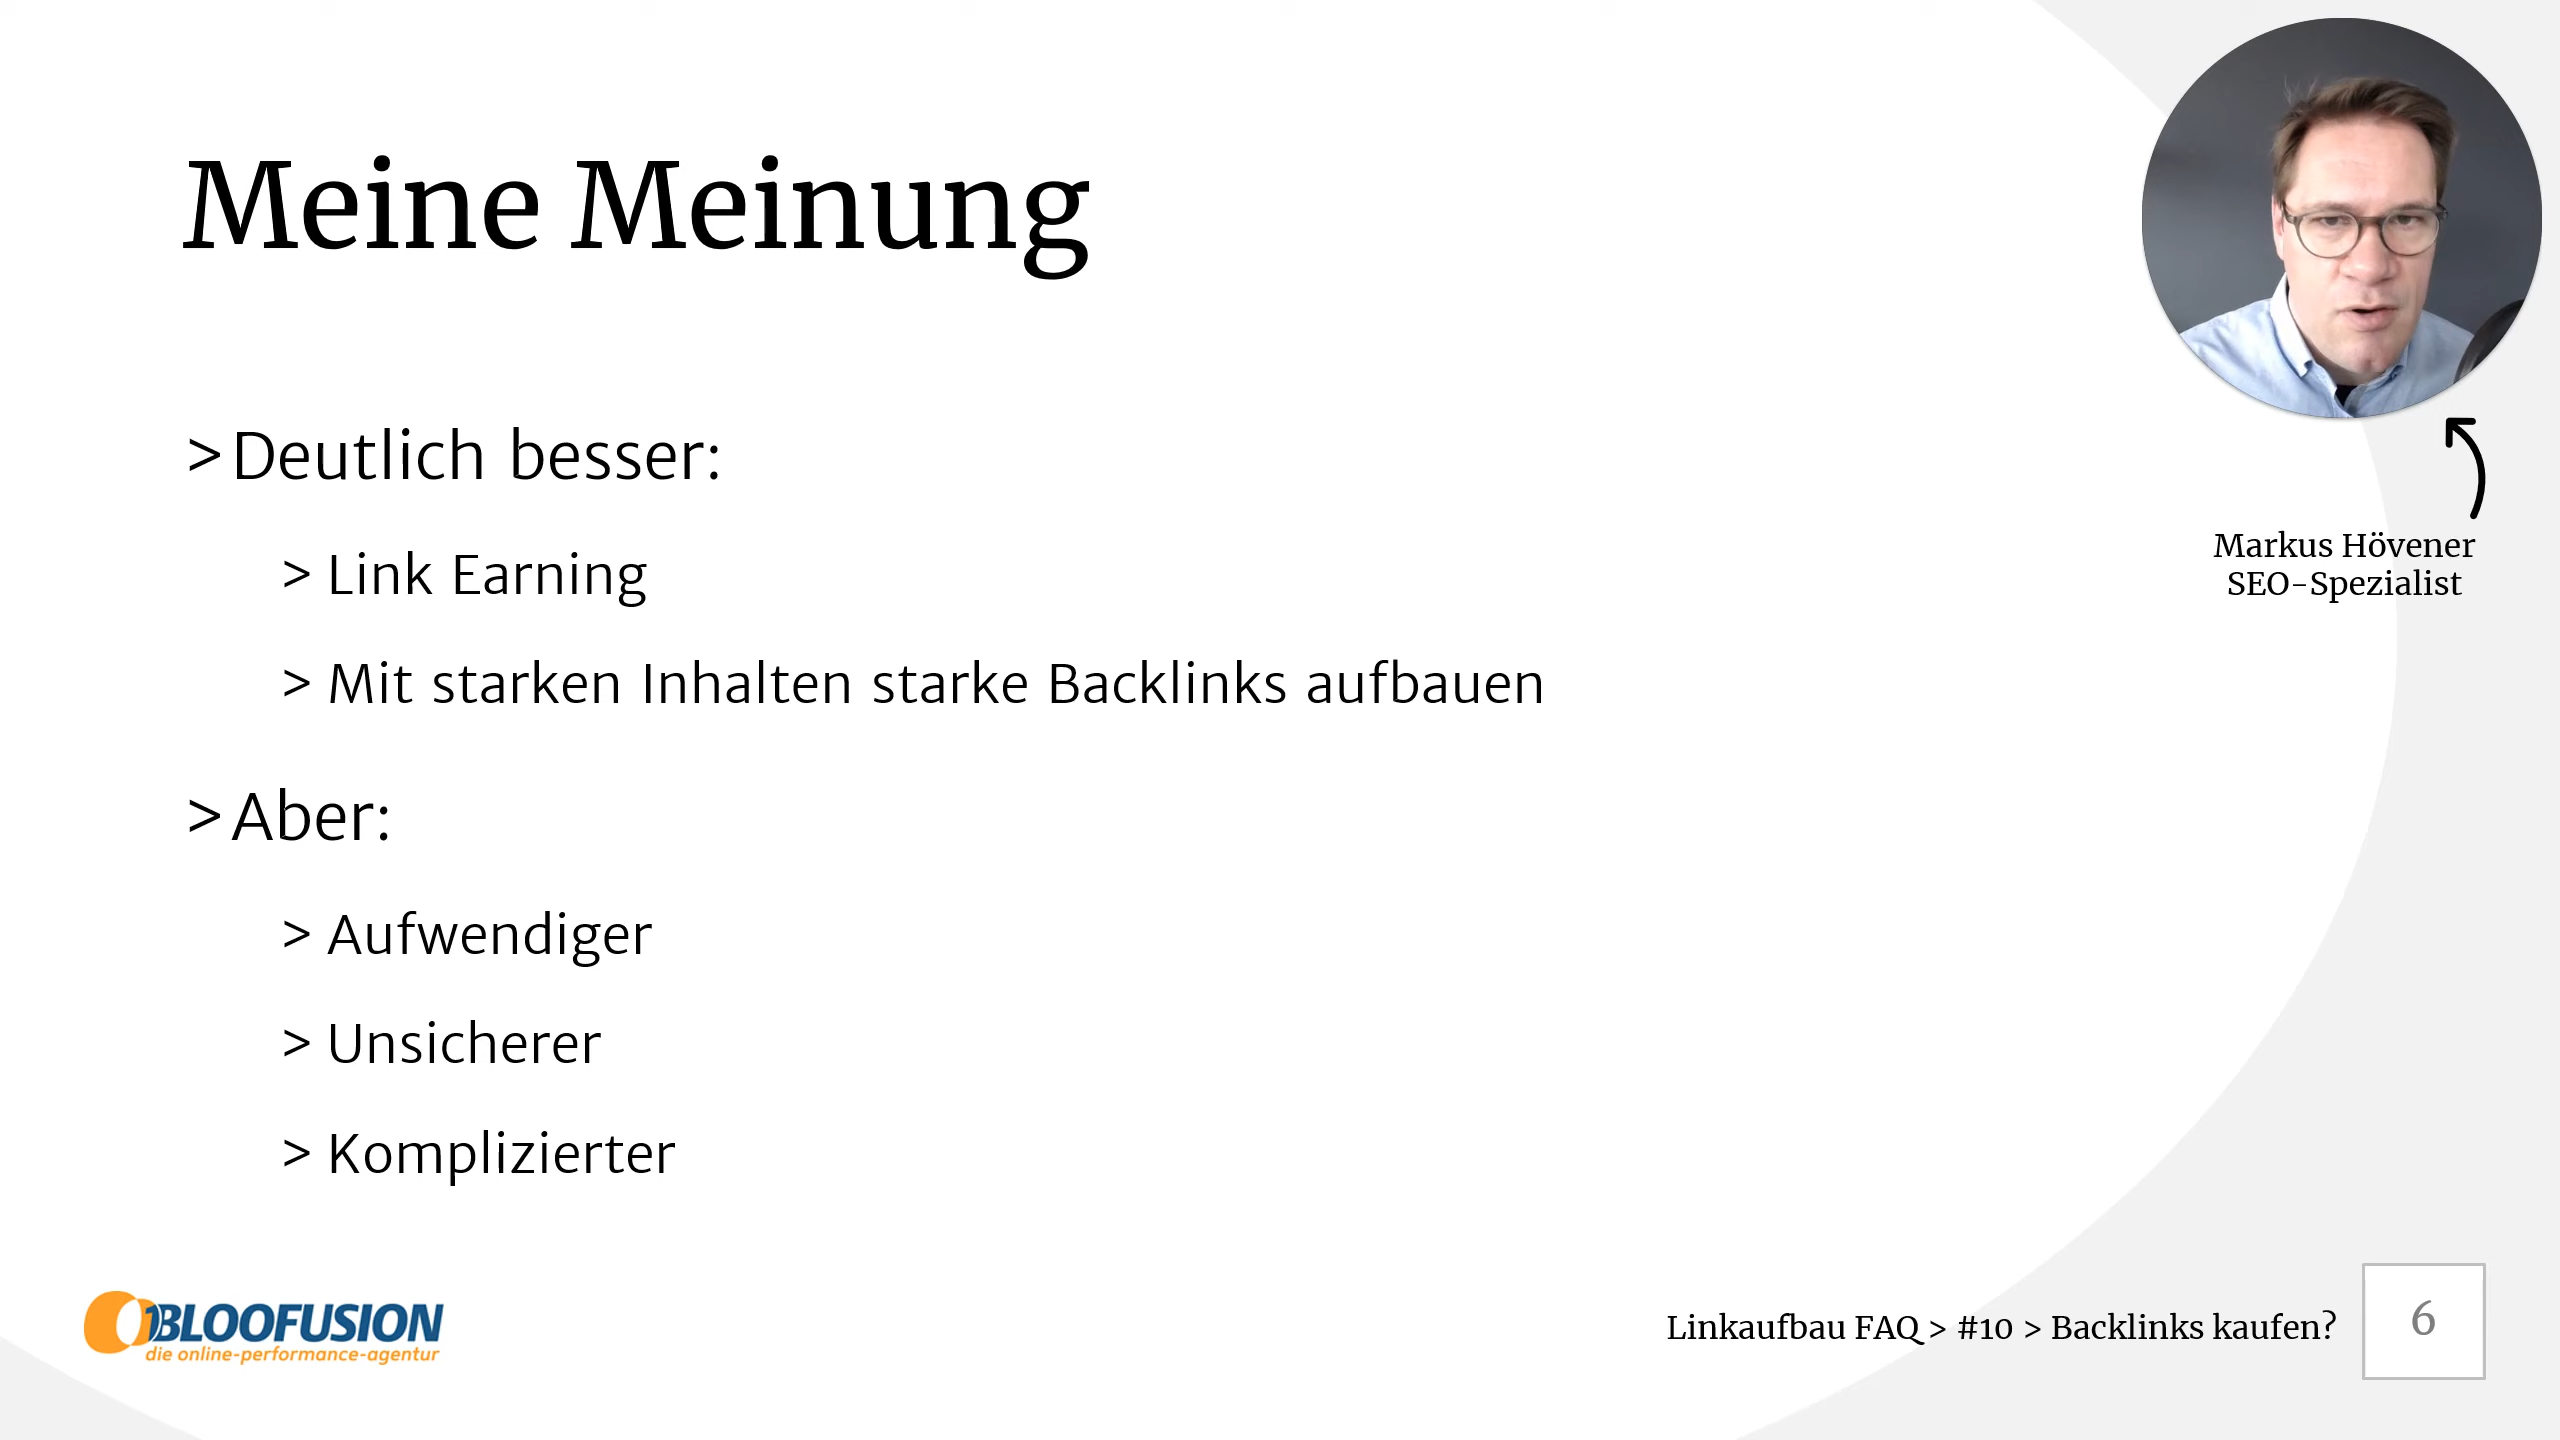 Meine Meinung
> Deutlich besser:
> Link Earning
> Mit starken Inhalten starke Backlinks aufbauen
> Aber:
> Aufwendiger
> Unsicherer
> Komplizierter
Markus Hövener
SEO-Spezialist
BLOOFUSION
die online-performance-agentur
Linkaufbau FAQ > #10 > Backlinks kaufen?
6